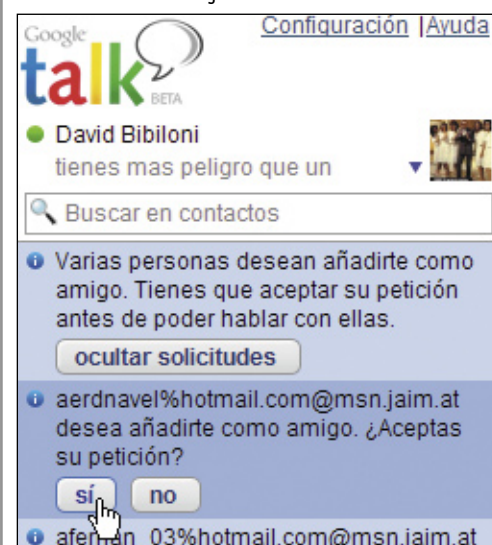 Configuración | Ayuda
Google
talk
BETA
David Bibiloni
tienes mas peligro que un
Buscar en contactos
Varias personas desean añadirte como
amigo. Tienes que aceptar su petición
antes de poder hablar con ellas.
ocultar solicitudes
aerdnavel%hotmail.com@msn.jaim.at
desea añadirte como amigo. ¿Aceptas
su petición?
sí no
03%hotmail.com@msn.jaim.at